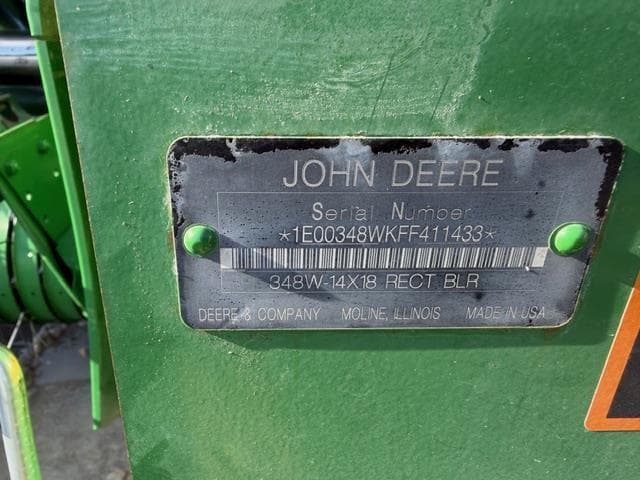 JOHN DEERE
Serial Number
*1E00348WKFF411433*
348W-14X18 RECT BLR
DEERE & COMPANY MOLINE, ILLINOIS MADE IN USA